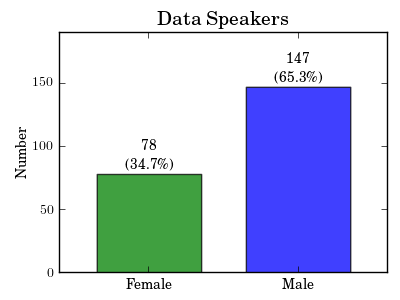 Data Speakers
147
(65.3%)
78
(34.7%)
Number
150
100
50
0
Female
Male